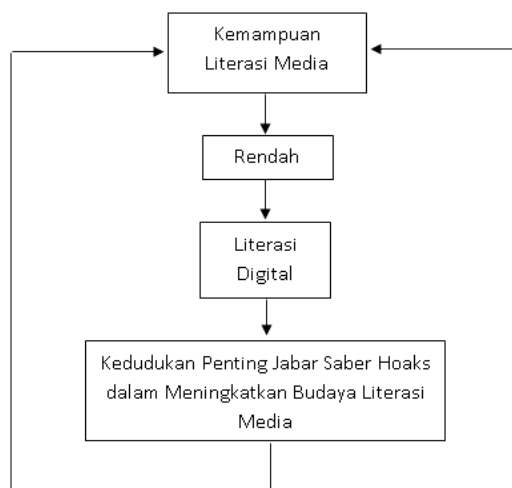 Kemampuan
Literasi Media
Rendah
Literasi
Digital
Kedudukan Penting Jabar Saber Hoaks
dalam Meningkatkan Budaya Literasi
Media